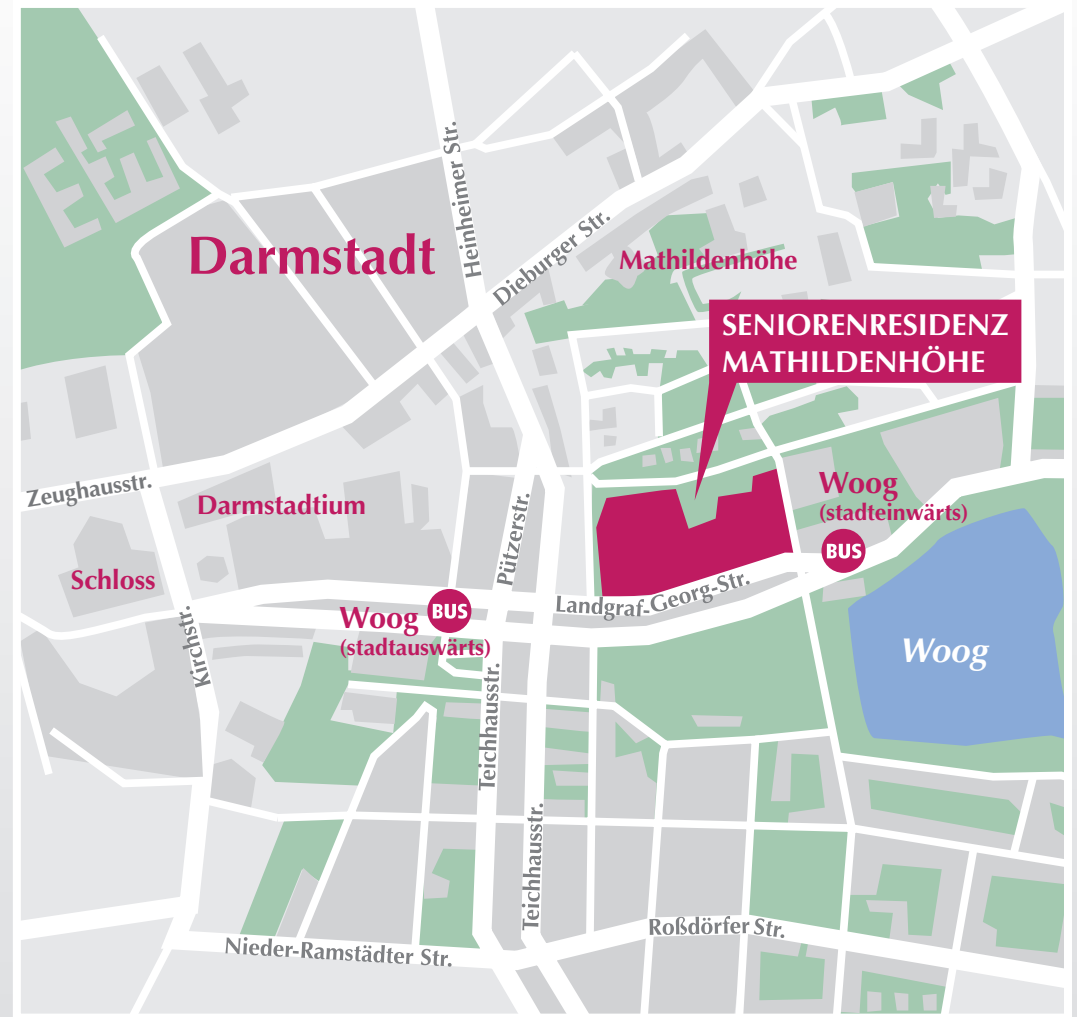 Heinheimer Str.
Darmstadt
Dieburger Str.
Mathildenhöhe
SENIORENRESIDENZ
MATHILDENHÖHE
Zeughausstr.
Darmstadtium
Pützerstr.
Woog
(stadteinwärts)
BUS
Schloss
Landgraf-Georg-Str.
Woog
BUS
(stadtauswärts)
Kirchstr.
Woog
Teichhausstr.
Teichhausstr.
Roßdörfer Str.
Nieder-Ramstädter Str.